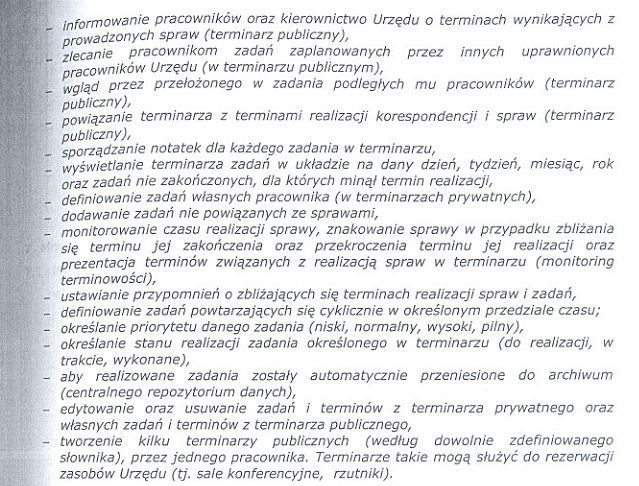 - informowanie pracowników oraz kierownictwo Urzędu o terminach wynikających z
prowadzonych spraw (terminarz publiczny),
- zlecanie pracownikom zadań zaplanowanych przez innych uprawnionych
pracowników Urzędu (w terminarzu publicznym),
- wgląd przez przełożonego w zadania podległych mu pracowników (terminarz
publiczny),
- powiązanie terminarza z terminami realizacji korespondencji i spraw (terminarz
publiczny),
- sporządzanie notatek dla każdego zadania w terminarzu,
- wyświetlanie terminarza zadań w układzie na dany dzień, tydzień, miesiąc, rok
oraz zadań nie zakończonych, dla których minął termin realizacji,
- definiowanie zadań własnych pracownika (w terminarzach prywatnych),
- dodawanie zadań nie powiązanych ze sprawami,
- monitorowanie czasu realizacji sprawy, znakowanie sprawy w przypadku zbliżania
się terminu jej zakończenia oraz przekroczenia terminu jej realizacji oraz
prezentacja terminów związanych z realizacją spraw w terminarzu (monitoring
terminowości),
- ustawianie przypomnień o zbliżających się terminach realizacji spraw i zadań,
- definiowanie zadań powtarzających się cyklicznie w określonym przedziale czasu;
- określanie priorytetu danego zadania (niski, normalny, wysoki, pilny),
- określanie stanu realizacji zadania określonego w terminarzu (do realizacji, w
trakcie, wykonane),
- aby realizowane zadania zostały automatycznie przeniesione do archiwum
(centralnego repozytorium danych),
- edytowanie oraz usuwanie zadań i terminów z terminarza prywatnego oraz
własnych zadań i terminów z terminarza publicznego,
- tworzenie kilku terminarzy publicznych (według dowolnie zdefiniowanego
słownika), przez jednego pracownika. Terminarze takie mogą służyć do rezerwacji
zasobów Urzędu (tj. sale konferencyjne, rzutniki).